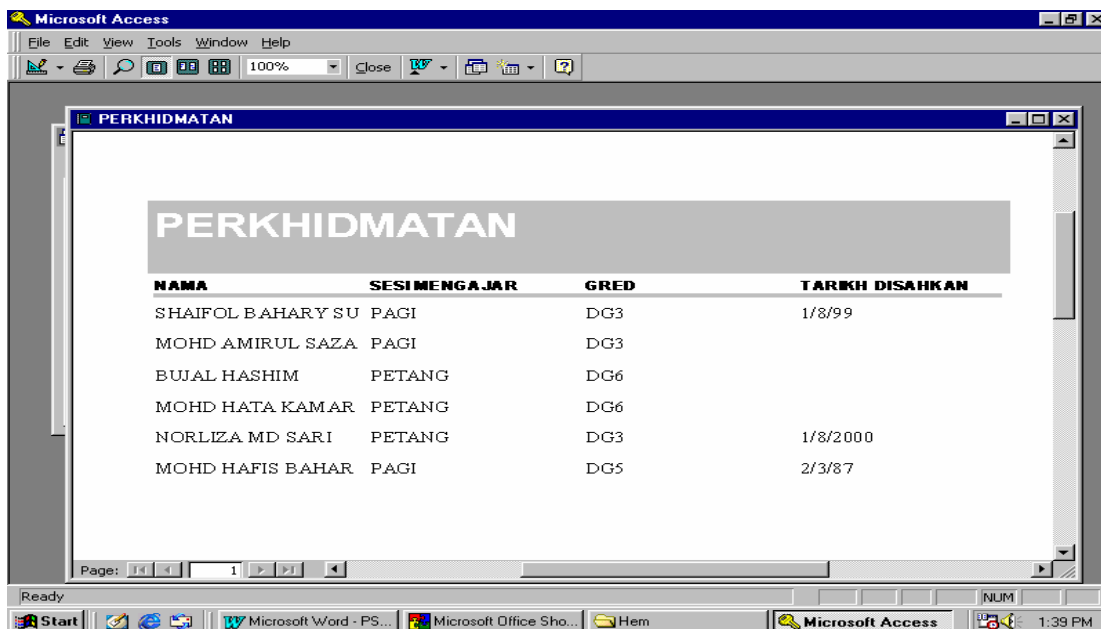 Microsoft Access
File Edit View Tools Window Help
100% Close
PERKHIDMATAN
PERKHIDMATAN
NAMA SESI MENGAJAR GRED TARIKH DISAHKAN
SHAIFOL BAHARY SU PAGI DG3 1/8/99
MOHD AMIRUL SAZA PAGI DG3
BUJAL HASHIM PETANG DG6
MOHD HATA KAMAR PETANG DG6
NORLIZA MD SARI PETANG DG3 1/8/2000
MOHD HAFIS BAHAR PAGI DG5 2/3/87
Page: 1
Ready NUM
Start Microsoft Word - PS... Microsoft Office Sho... Hem Microsoft Access 1:39 PM